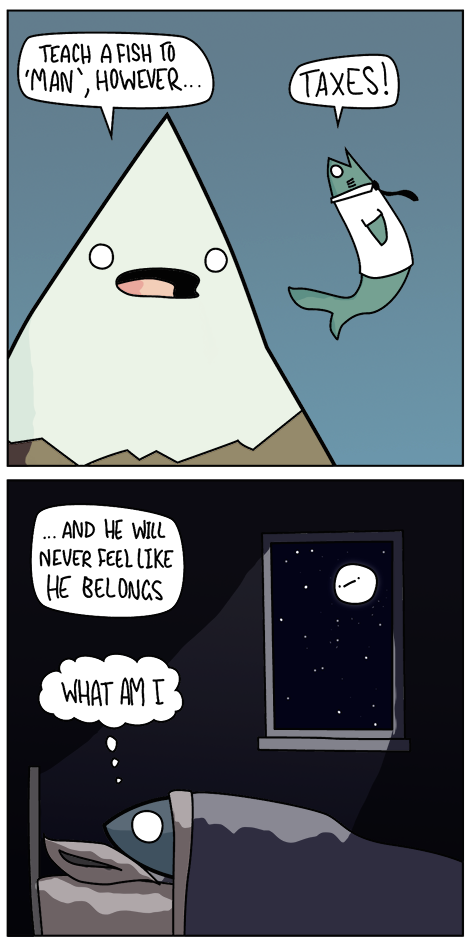 TEACH A FISH TO
'MAN', HOWEVER...
TAXES!
... AND HE WILL
NEVER FEEL LIKE
HE BELONGS
WHAT AM I